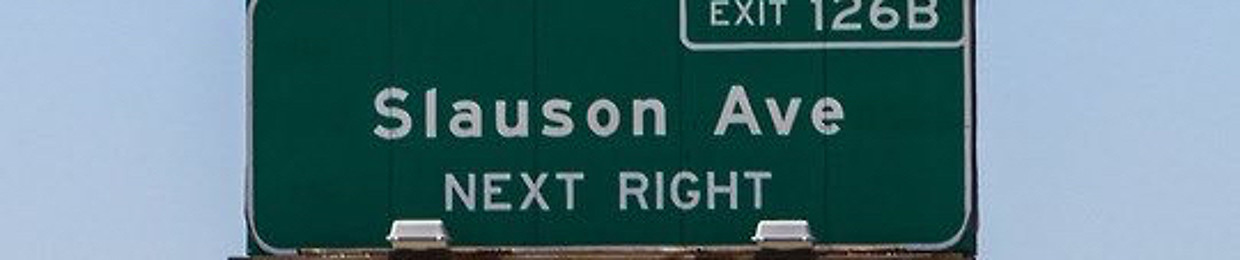 EXIT 126B
Slauson Ave
NEXT RIGHT